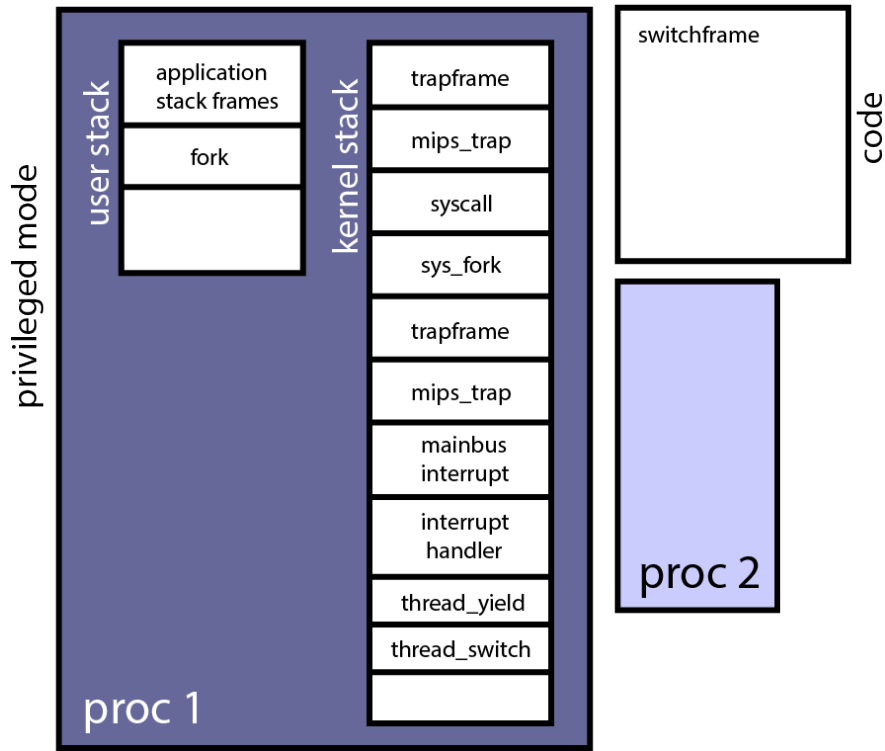 privileged mode
user stack
application
stack frames
fork
kernel stack
trapframe
mips_trap
syscall
sys_fork
trapframe
mips_trap
mainbus
interrupt
interrupt
handler
thread_yield
thread_switch
proc 1
switchframe
code
proc 2